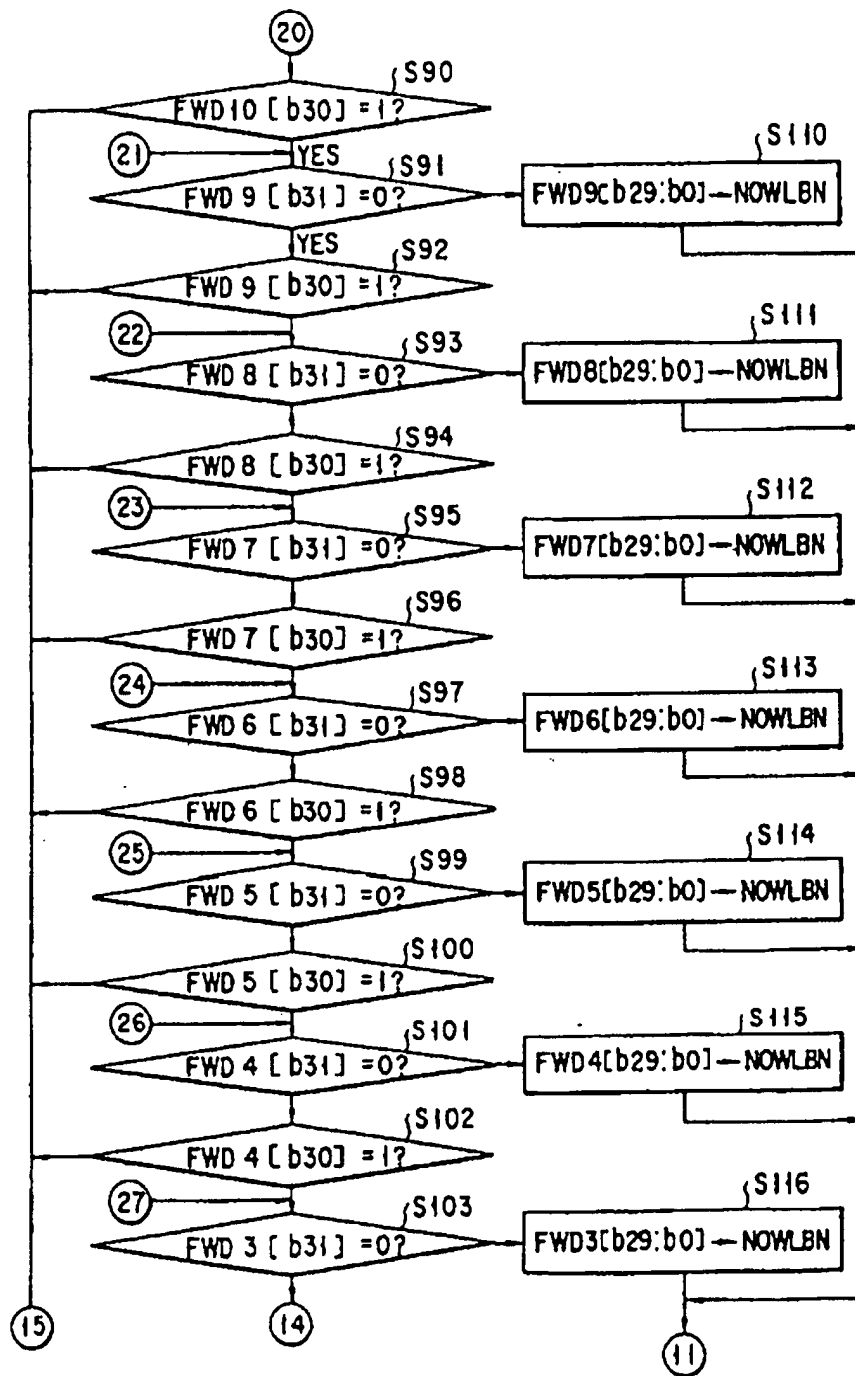 20
S90
FWD10 [b30] =1?
21
YES
S91
S110
FWD 9 [b31] =0?
FWD9[b29:b0]←NOWLBN
YES
S92
FWD 9 [b30] =1?
22
S93
S111
FWD 8 [b31] =0?
FWD8[b29:b0]←NOWLBN
S94
FWD 8 [b30] =1?
23
S95
S112
FWD 7 [b31] =0?
FWD7[b29:b0]←NOWLBN
S96
FWD 7 [b30] =1?
24
S97
S113
FWD 6 [b31] =0?
FWD6[b29:b0]←NOWLBN
S98
FWD 6 [b30] =1?
25
S99
S114
FWD 5 [b31] =0?
FWD5[b29:b0]←NOWLBN
S100
FWD 5 [b30] =1?
26
S101
S115
FWD 4 [b31] =0?
FWD4[b29:b0]←NOWLBN
S102
FWD 4 [b30] =1?
27
S103
S116
FWD 3 [b31] =0?
FWD3[b29:b0]←NOWLBN
15
14
11